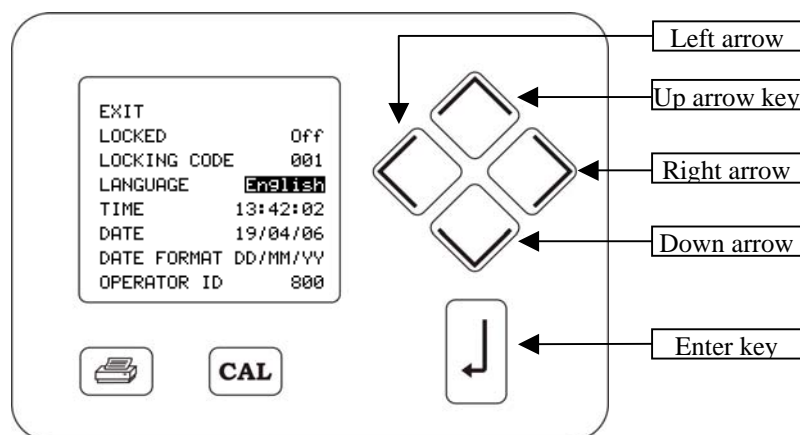 EXIT
LOCKED Off
LOCKING CODE 001
LANGUAGE English
TIME 13:42:02
DATE 19/04/06
DATE FORMAT DD/MM/YY
OPERATOR ID 800
CAL
Left arrow
Up arrow key
Right arrow
Down arrow
Enter key